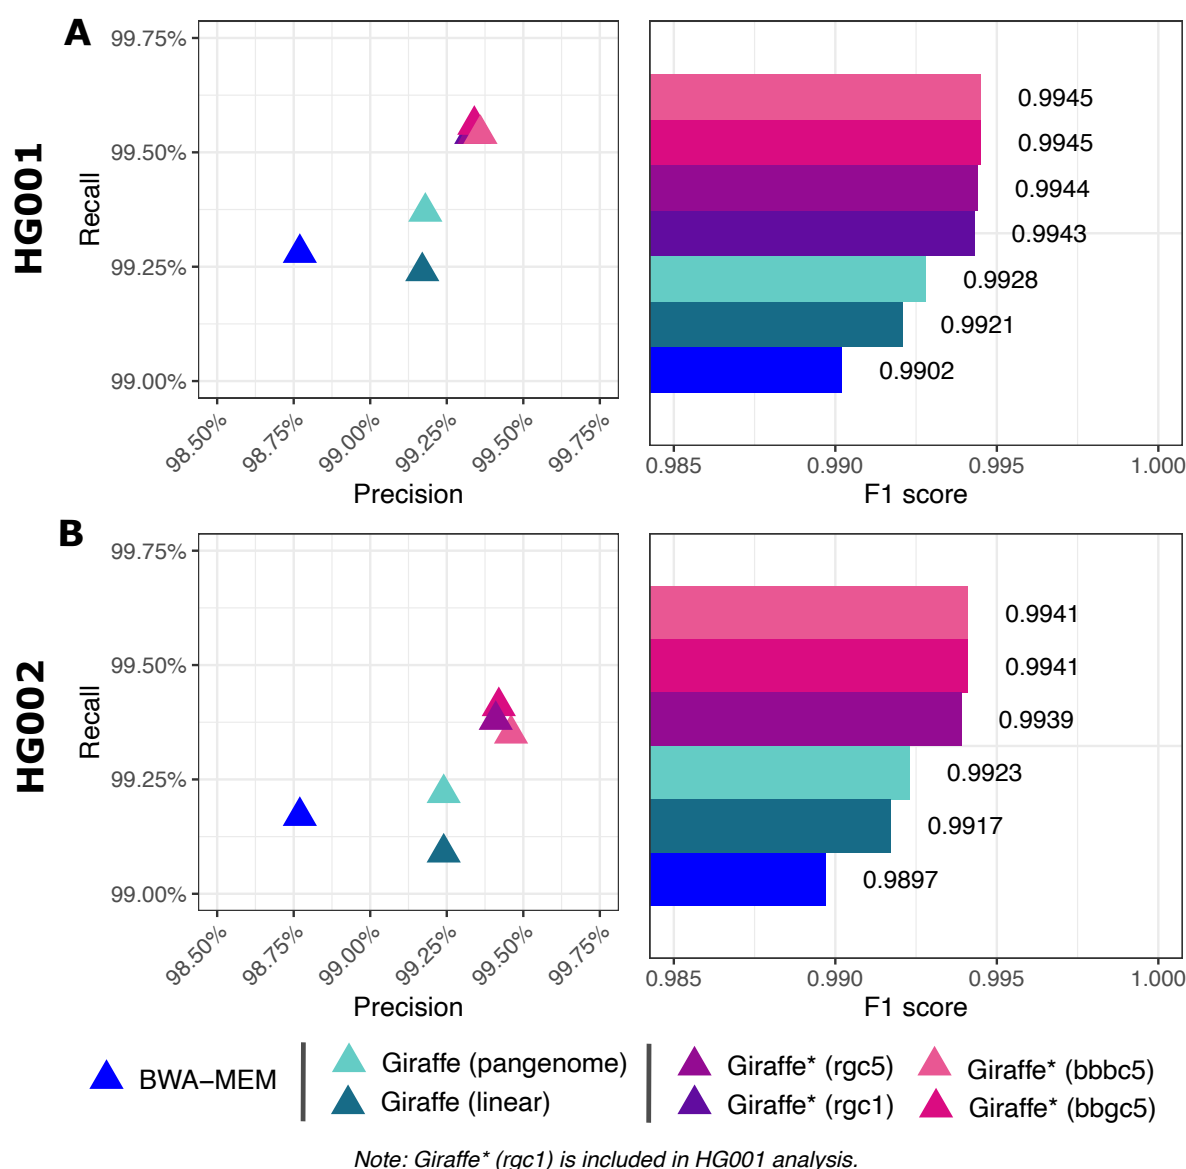 A
HG001
Recall
99.75%
99.50%
99.25%
99.00%
98.50%
98.75%
99.00%
99.25%
99.50%
99.75%
Precision
0.9945
0.9945
0.9944
0.9943
0.9928
0.9921
0.9902
0.985
0.990
0.995
1.000
F1 score
B
HG002
Recall
99.75%
99.50%
99.25%
99.00%
98.50%
98.75%
99.00%
99.25%
99.50%
99.75%
Precision
0.9941
0.9941
0.9939
0.9923
0.9917
0.9897
0.985
0.990
0.995
1.000
F1 score
BWA−MEM
Giraffe (pangenome)
Giraffe (linear)
Giraffe* (rgc5)
Giraffe* (rgc1)
Giraffe* (bbbc5)
Giraffe* (bbgc5)
Note: Giraffe* (rgc1) is included in HG001 analysis.